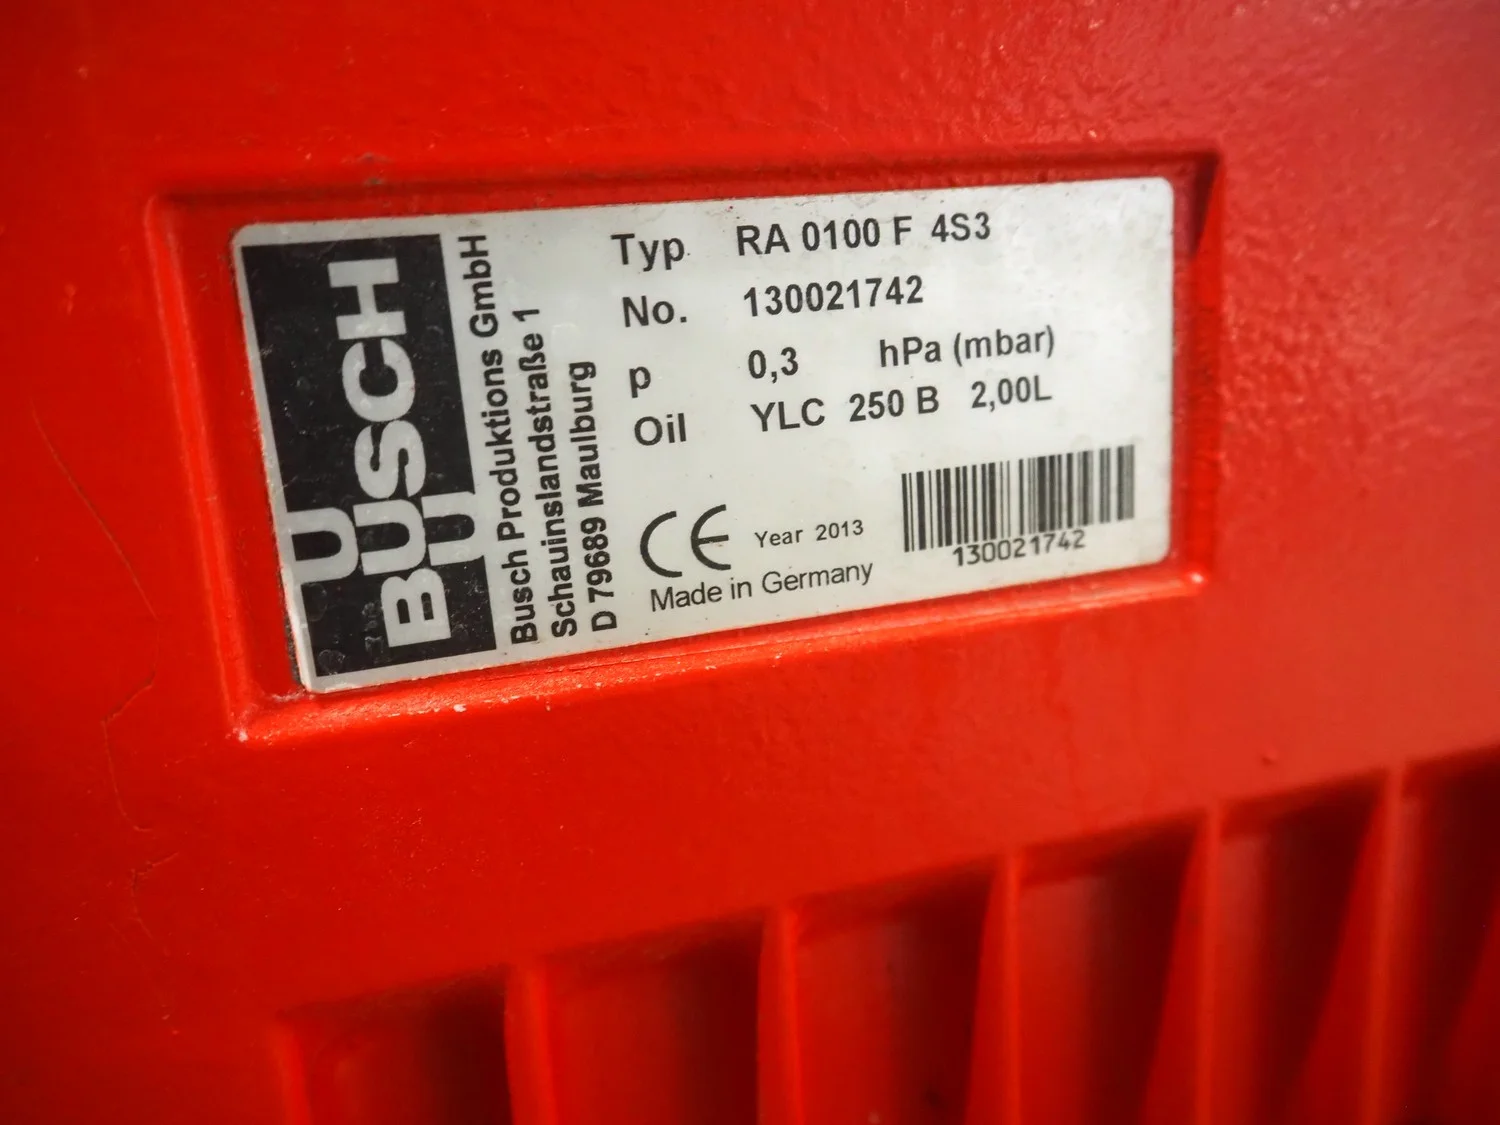 BUSCH
U
BU
Busch Produktions GmbH
Schauinslandstraße 1
D 79689 Maulburg
Typ RA 0100 F 4S3
No. 130021742
p 0,3 hPa (mbar)
Oil YLC 250 B 2,00L
CE Year 2013
Made in Germany
130021742